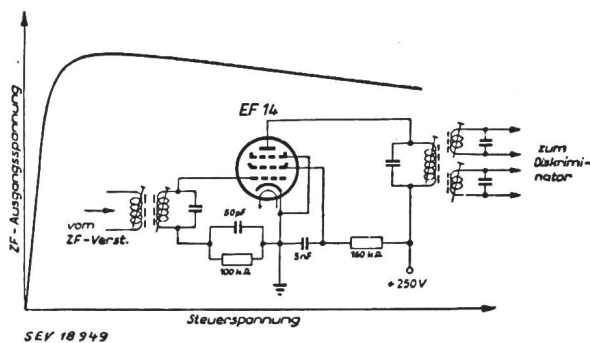 ZF-Ausgangsspannung
EF 14
zum
Diskrimi-
nator
vom
ZF-Verst.
50pF
100kΩ
5nF
160kΩ
+250V
Steuerspannung
SEV 18949